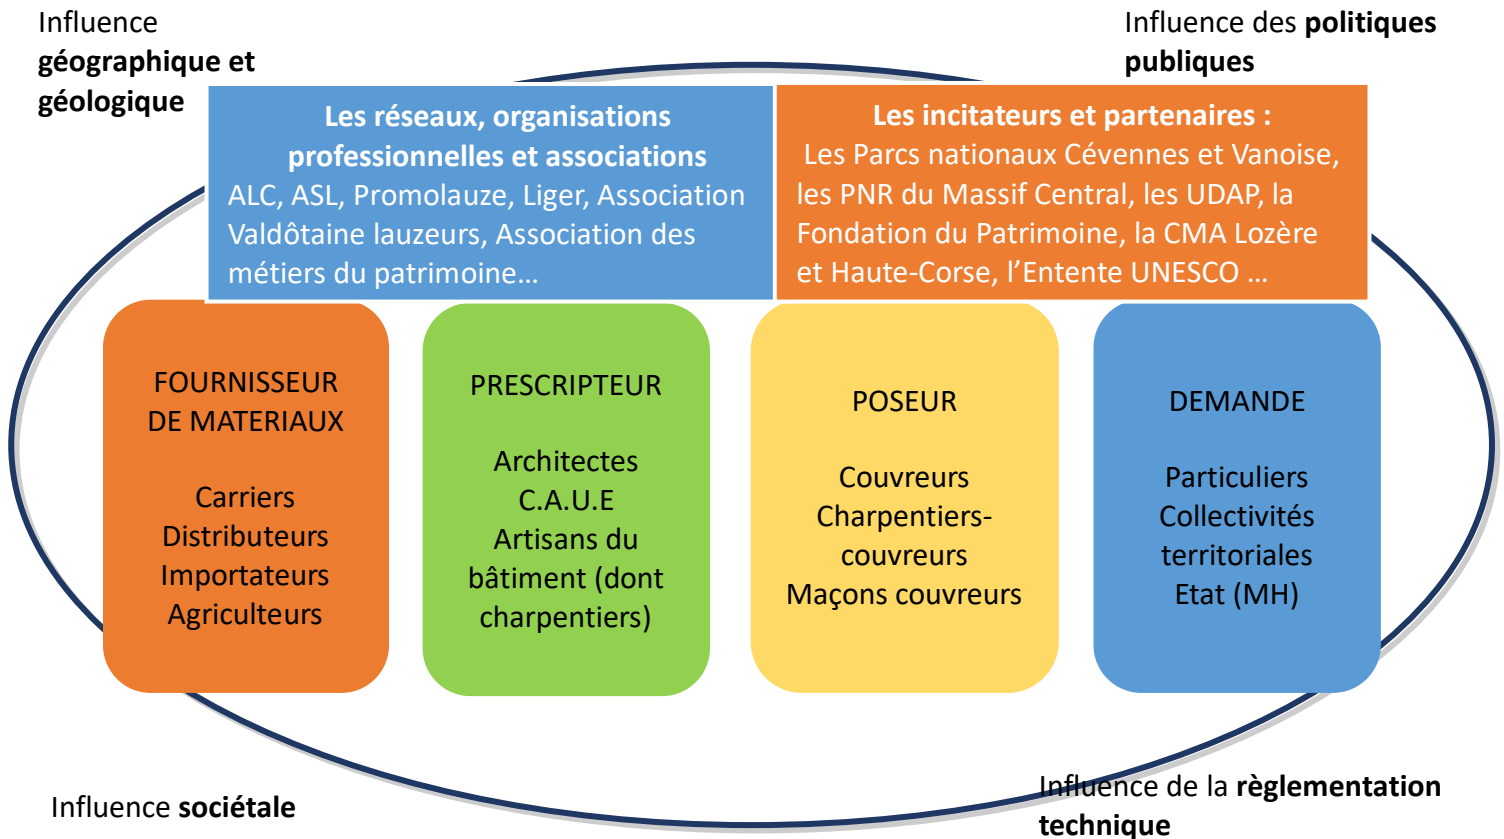 Influence
géographique et
géologique
Influence des politiques
publiques
Les réseaux, organisations
professionnelles et associations
ALC, ASL, Promolauze, Liger, Association
Valdôtaine lauzeurs, Association des
métiers du patrimoine…
Les incitateurs et partenaires :
Les Parcs nationaux Cévennes et Vanoise,
les PNR du Massif Central, les UDAP, la
Fondation du Patrimoine, la CMA Lozère
et Haute-Corse, l’Entente UNESCO …
FOURNISSEUR
DE MATERIAUX
Carriers
Distributeurs
Importateurs
Agriculteurs
PRESCRIPTEUR
Architectes
C.A.U.E
Artisans du
bâtiment (dont
charpentiers)
POSEUR
Couvreurs
Charpentiers-
couvreurs
Maçons couvreurs
DEMANDE
Particuliers
Collectivités
territoriales
Etat (MH)
Influence sociétale
Influence de la règlementation
technique